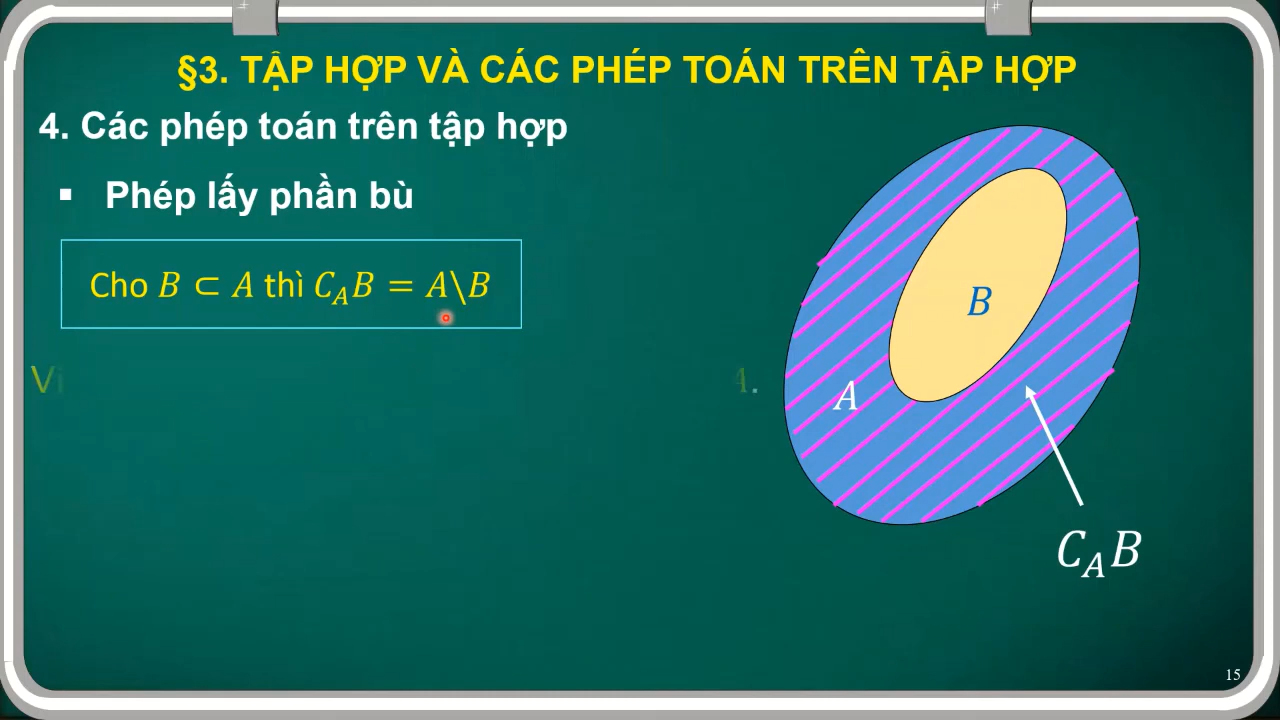 §3. TẬP HỢP VÀ CÁC PHÉP TOÁN TRÊN TẬP HỢP
4. Các phép toán trên tập hợp
▪ Phép lấy phần bù
Cho B ⊂ A thì C_A B = A\B
B
A
C_A B
15